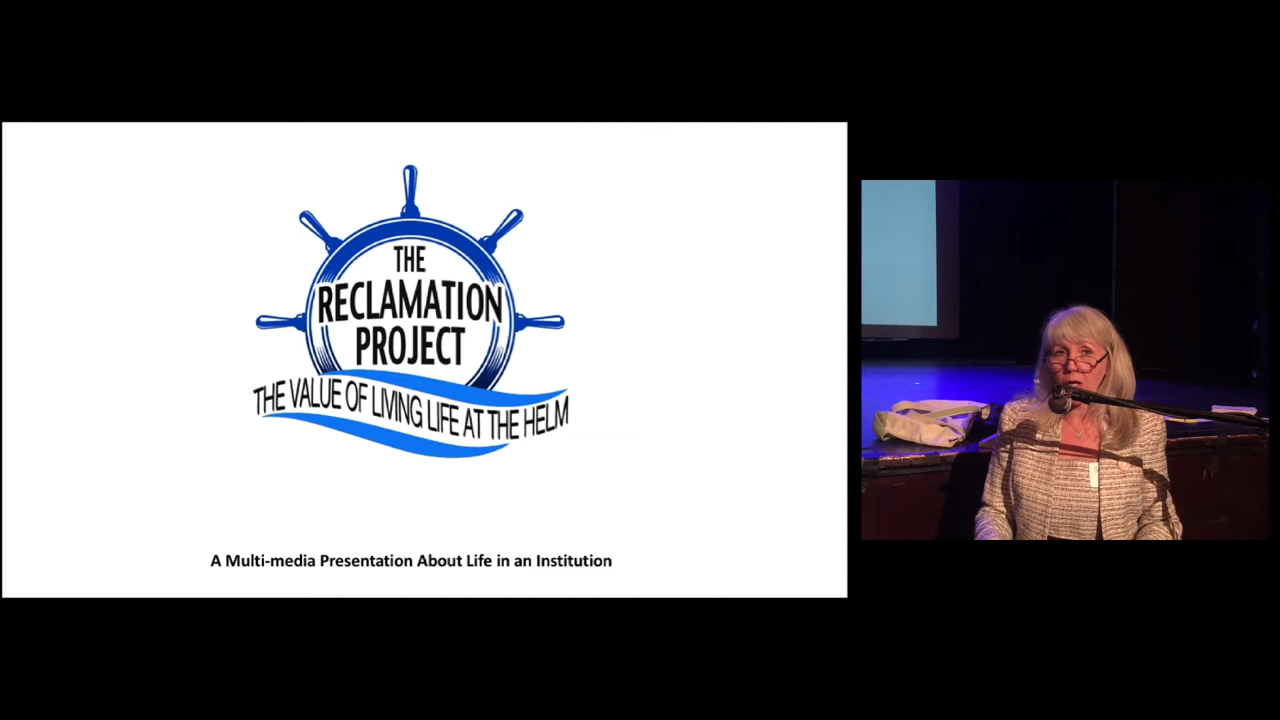 THE
RECLAMATION
PROJECT
THE VALUE OF LIVING LIFE AT THE HELM
A Multi-media Presentation About Life in an Institution